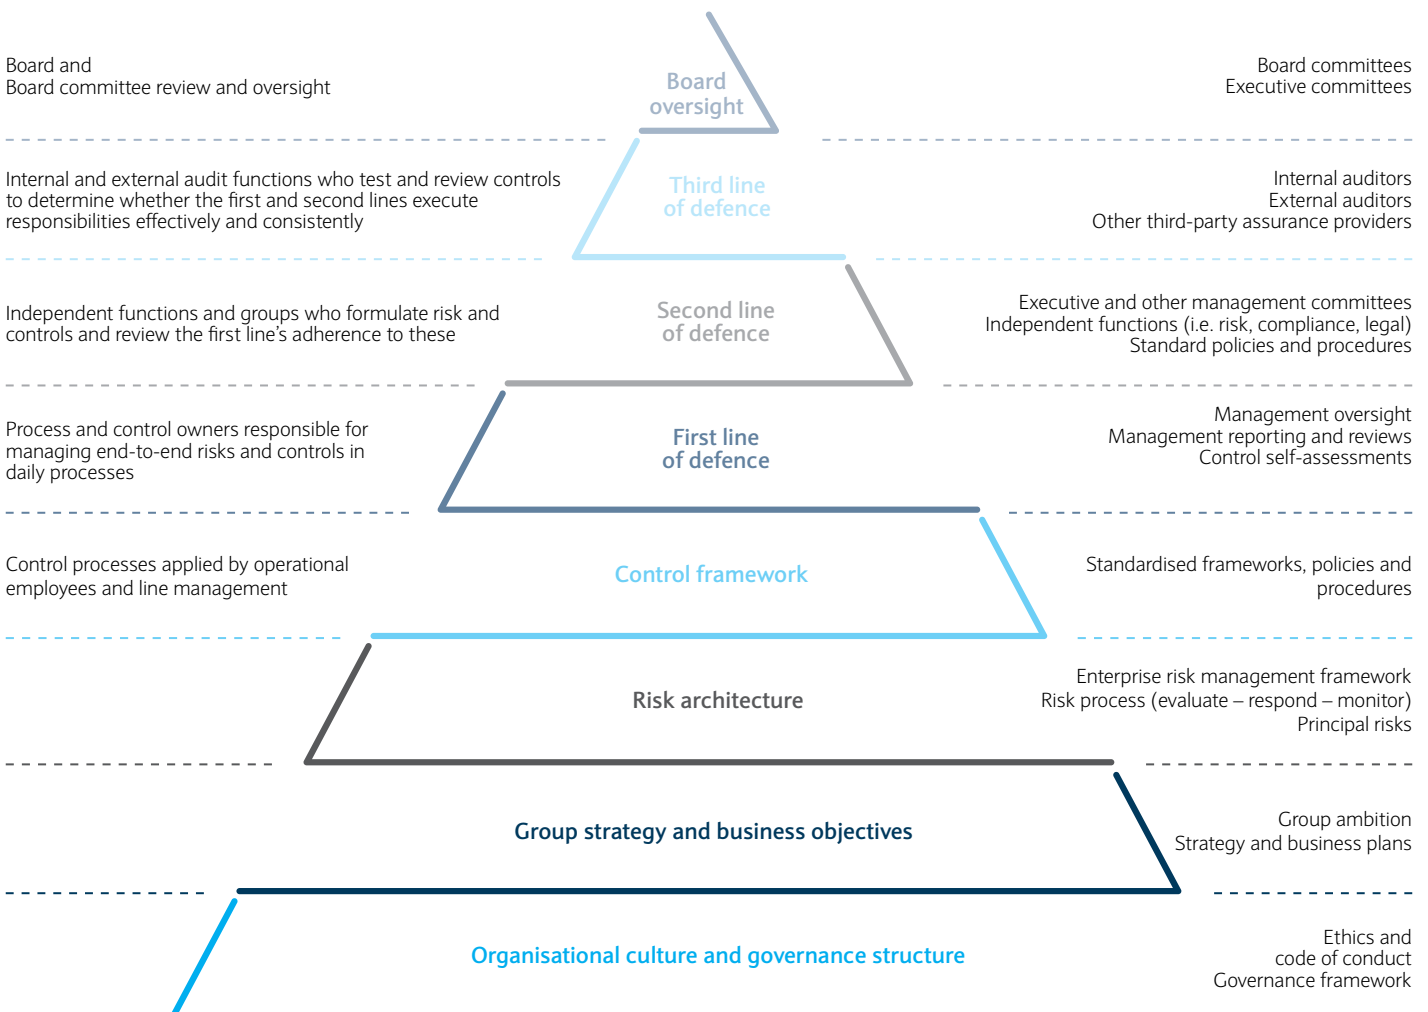 Board and
Board committee review and oversight
Board
oversight
Board committees
Executive committees
Internal and external audit functions who test and review controls
to determine whether the first and second lines execute
responsibilities effectively and consistently
Third line
of defence
Internal auditors
External auditors
Other third-party assurance providers
Independent functions and groups who formulate risk and
controls and review the first line’s adherence to these
Second line
of defence
Executive and other management committees
Independent functions (i.e. risk, compliance, legal)
Standard policies and procedures
Process and control owners responsible for
managing end-to-end risks and controls in
daily processes
First line
of defence
Management oversight
Management reporting and reviews
Control self-assessments
Control processes applied by operational
employees and line management
Control framework
Standardised frameworks, policies and
procedures
Risk architecture
Enterprise risk management framework
Risk process (evaluate – respond – monitor)
Principal risks
Group strategy and business objectives
Group ambition
Strategy and business plans
Organisational culture and governance structure
Ethics and
code of conduct
Governance framework